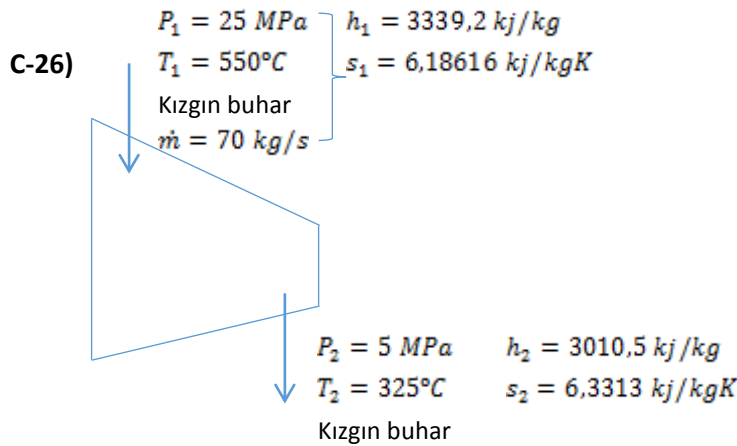 P₁ = 25 MPa h₁ = 3339,2 kj/kg
C-26) T₁ = 550°C s₁ = 6,18616 kj/kgK
Kızgın buhar
ṁ = 70 kg/s
P₂ = 5 MPa h₂ = 3010,5 kj/kg
T₂ = 325°C s₂ = 6,3313 kj/kgK
Kızgın buhar